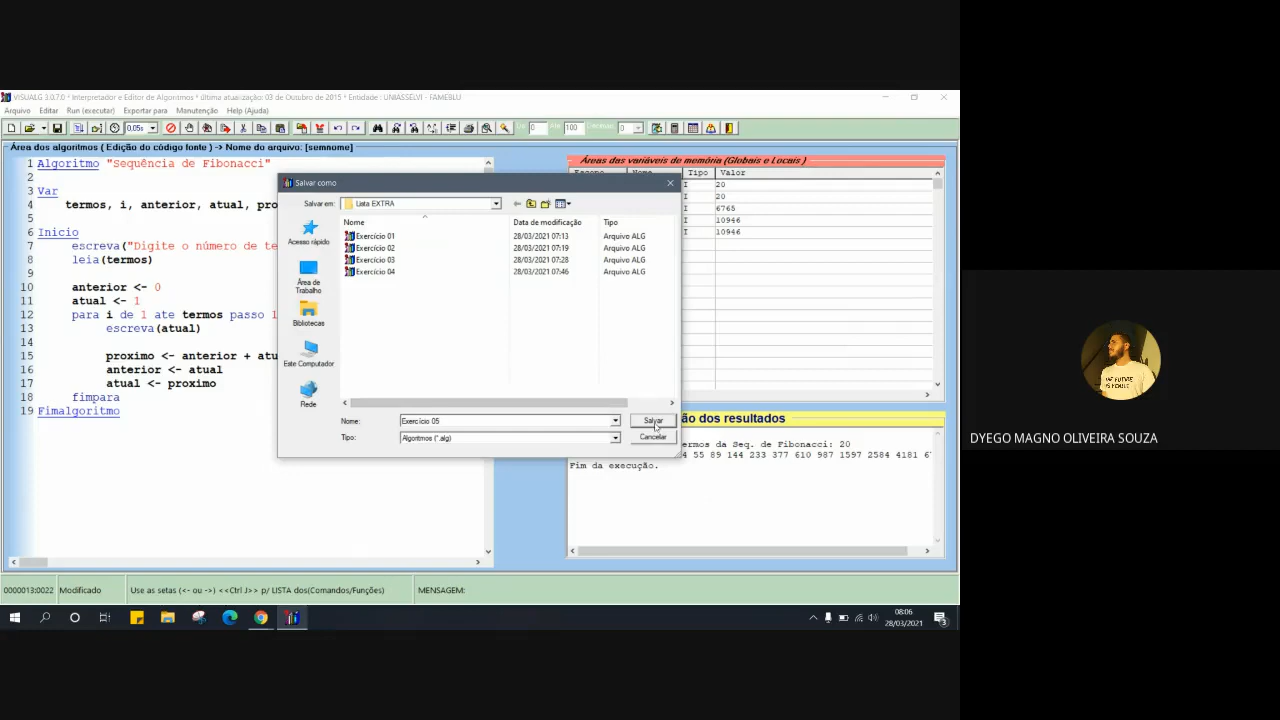 VISUALG 3.0.7.0 * Interpretador e Editor de Algoritmos * última atualização: 03 de Outubro de 2015 * Entidade : UNIASSELVI - FAMEBLU
Arquivo Editar Run (executar) Exportar para Manutenção Help (Ajuda)
0,05s 0 100 0
Área dos algoritmos ( Edição do código fonte ) -> Nome do arquivo: [semnome]
1 Algoritmo "Sequência de Fibonacci"
2
3 Var
4 termos, i, anterior, atual, pro
5
6 Inicio
7 escreva("Digite o número de te
8 leia(termos)
9
10 anterior <- 0
11 atual <- 1
12 para i de 1 ate termos passo 1
13 escreva(atual)
14
15 proximo <- anterior + atu
16 anterior <- atual
17 atual <- proximo
18 fimpara
19 Fimalgoritmo
Salvar como
Salvar em: Lista EXTRA
Acesso rápido
Área de Trabalho
Bibliotecas
Este Computador
Rede
Nome Data de modificação Tipo
Exercício 01 28/03/2021 07:13 Arquivo ALG
Exercício 02 28/03/2021 07:19 Arquivo ALG
Exercício 03 28/03/2021 07:28 Arquivo ALG
Exercício 04 28/03/2021 07:46 Arquivo ALG
Nome: Exercício 05 Salvar
Tipo: Algoritmos (*.alg) Cancelar
Áreas das variáveis de memória (Globais e Locais )
Tipo Valor
I 20
I 20
I 6765
I 10946
I 10946
ão dos resultados
ermos da Seq. de Fibonacci: 20
4 55 89 144 233 377 610 987 1597 2584 4181 6
Fim da execução.
0000013:0022 Modificado Use as setas (<- ou ->) <<Ctrl J>> p/ LISTA dos(Comandos/Funções) MENSAGEM:
08:06
28/03/2021
3
DYEGO MAGNO OLIVEIRA SOUZA